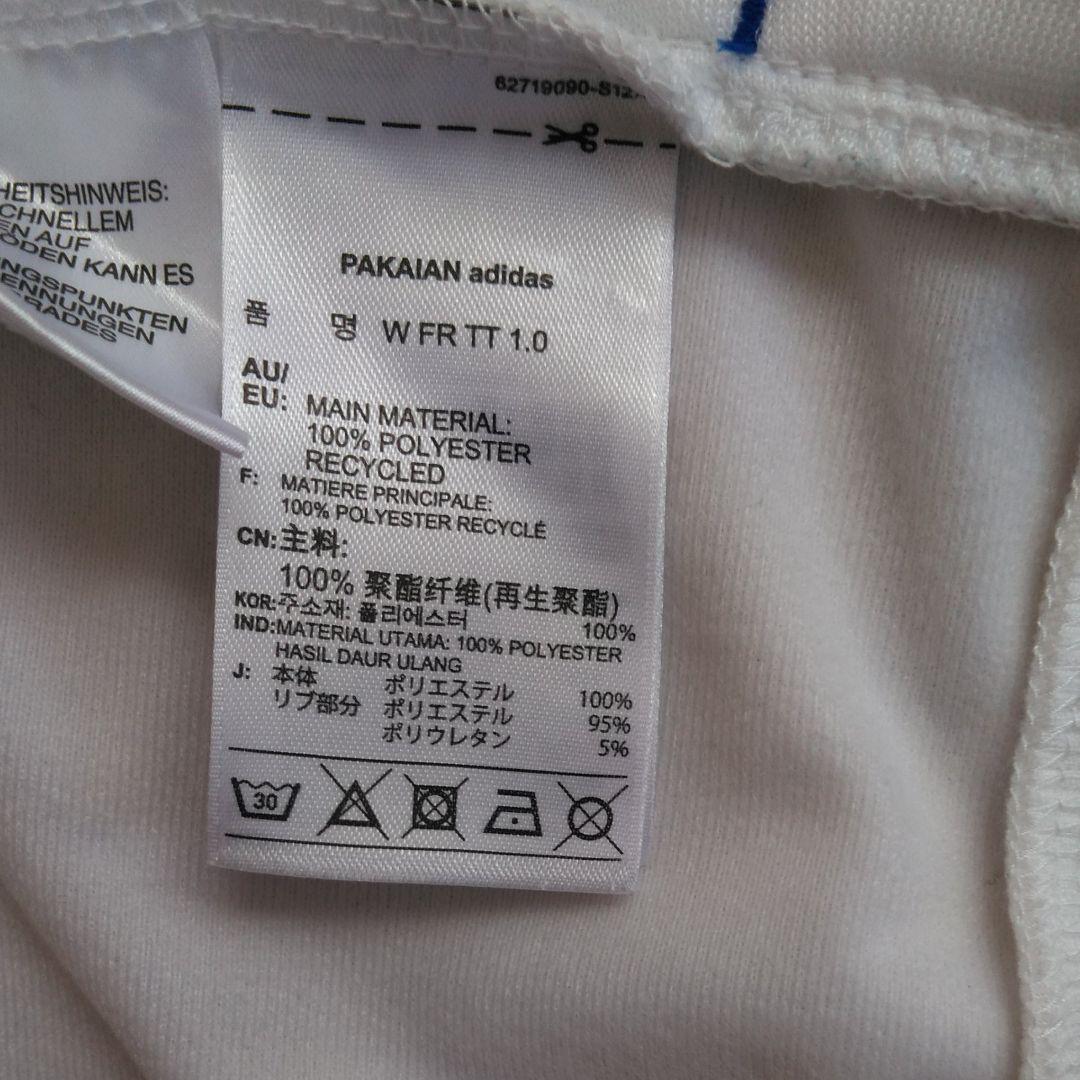 62719090-S12
PAKAIAN adidas
품 명 W FR TT 1.0
AU/
EU: MAIN MATERIAL:
100% POLYESTER
RECYCLED
F: MATIERE PRINCIPALE:
100% POLYESTER RECYCLÉ
CN:主料:
100% 聚酯纤维(再生聚酯)
KOR:주소재: 폴리에스터 100%
IND:MATERIAL UTAMA: 100% POLYESTER
HASIL DAUR ULANG
J: 本体 ポリエステル 100%
リブ部分 ポリエステル 95%
ポリウレタン 5%
30
HEITSHINWEIS:
CHNELLEM
EN AUF
ÖDEN KANN ES
NGSPUNKTEN
ENNUNGEN
GRADES